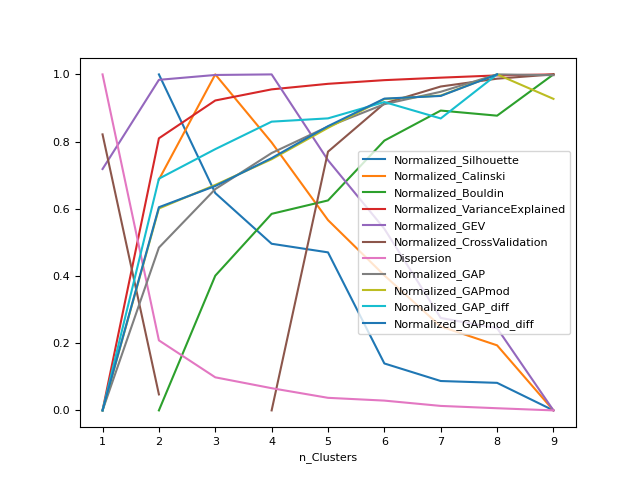 1.0
0.8
0.6
0.4
0.2
0.0
Normalized_Silhouette
Normalized_Calinski
Normalized_Bouldin
Normalized_VarianceExplained
Normalized_GEV
Normalized_CrossValidation
Dispersion
Normalized_GAP
Normalized_GAPmod
Normalized_GAP_diff
Normalized_GAPmod_diff
1 2 3 4 5 6 7 8 9
n_Clusters